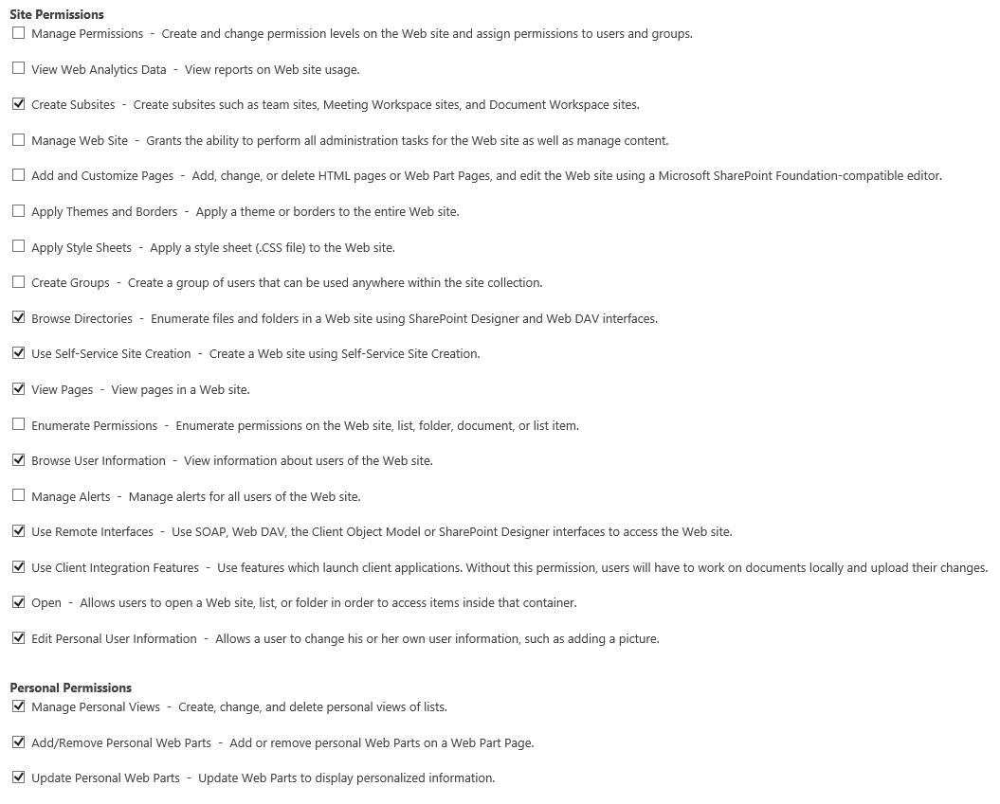 Site Permissions
Manage Permissions - Create and change permission levels on the Web site and assign permissions to users and groups.
View Web Analytics Data - View reports on Web site usage.
Create Subsites - Create subsites such as team sites, Meeting Workspace sites, and Document Workspace sites.
Manage Web Site - Grants the ability to perform all administration tasks for the Web site as well as manage content.
Add and Customize Pages - Add, change, or delete HTML pages or Web Part Pages, and edit the Web site using a Microsoft SharePoint Foundation-compatible editor.
Apply Themes and Borders - Apply a theme or borders to the entire Web site.
Apply Style Sheets - Apply a style sheet (.CSS file) to the Web site.
Create Groups - Create a group of users that can be used anywhere within the site collection.
Browse Directories - Enumerate files and folders in a Web site using SharePoint Designer and Web DAV interfaces.
Use Self-Service Site Creation - Create a Web site using Self-Service Site Creation.
View Pages - View pages in a Web site.
Enumerate Permissions - Enumerate permissions on the Web site, list, folder, document, or list item.
Browse User Information - View information about users of the Web site.
Manage Alerts - Manage alerts for all users of the Web site.
Use Remote Interfaces - Use SOAP, Web DAV, the Client Object Model or SharePoint Designer interfaces to access the Web site.
Use Client Integration Features - Use features which launch client applications. Without this permission, users will have to work on documents locally and upload their changes.
Open - Allows users to open a Web site, list, or folder in order to access items inside that container.
Edit Personal User Information - Allows a user to change his or her own user information, such as adding a picture.
Personal Permissions
Manage Personal Views - Create, change, and delete personal views of lists.
Add/Remove Personal Web Parts - Add or remove personal Web Parts on a Web Part Page.
Update Personal Web Parts - Update Web Parts to display personalized information.